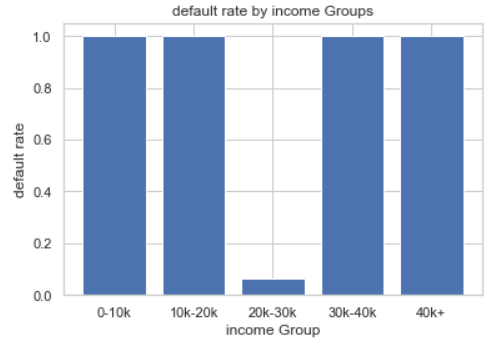 default rate by income Groups
1.0
0.8
0.6
0.4
0.2
0.0
default rate
0-10k 10k-20k 20k-30k 30k-40k 40k+
income Group